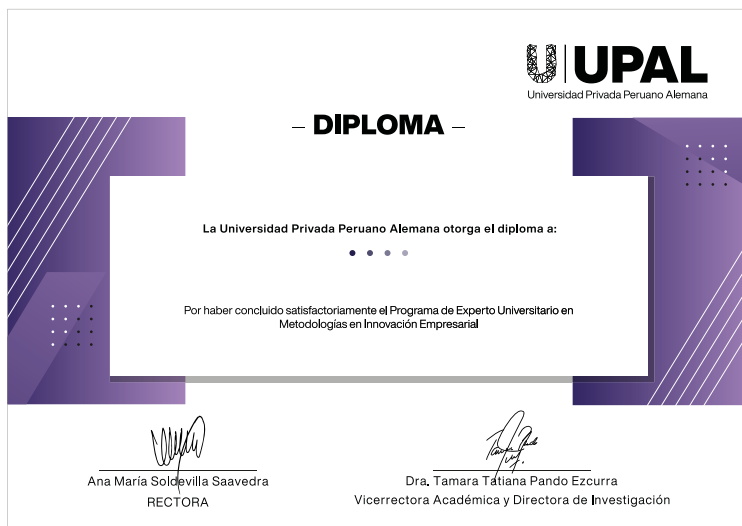 UPAL
Universidad Privada Peruano Alemana
– DIPLOMA –
La Universidad Privada Peruano Alemana otorga el diploma a:
Por haber concluido satisfactoriamente el Programa de Experto Universitario en
Metodologías en Innovación Empresarial
Ana María Soldevilla Saavedra
RECTORA
Dra. Tamara Tatiana Pando Ezcurra
Vicerrectora Académica y Directora de Investigación